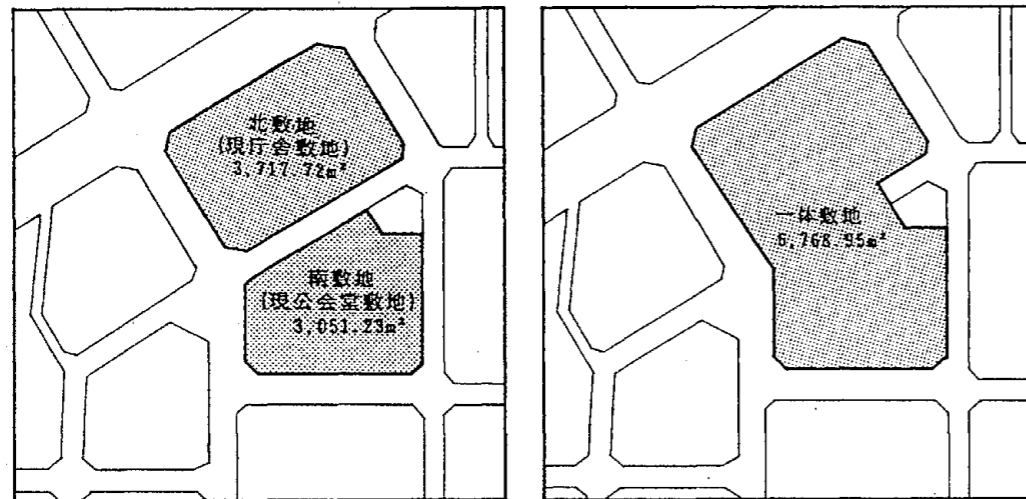 北敷地
(現庁舎敷地)
3,717.72m²
南敷地
(現公会堂敷地)
3,051.23m²
一体敷地
6,768.95m²